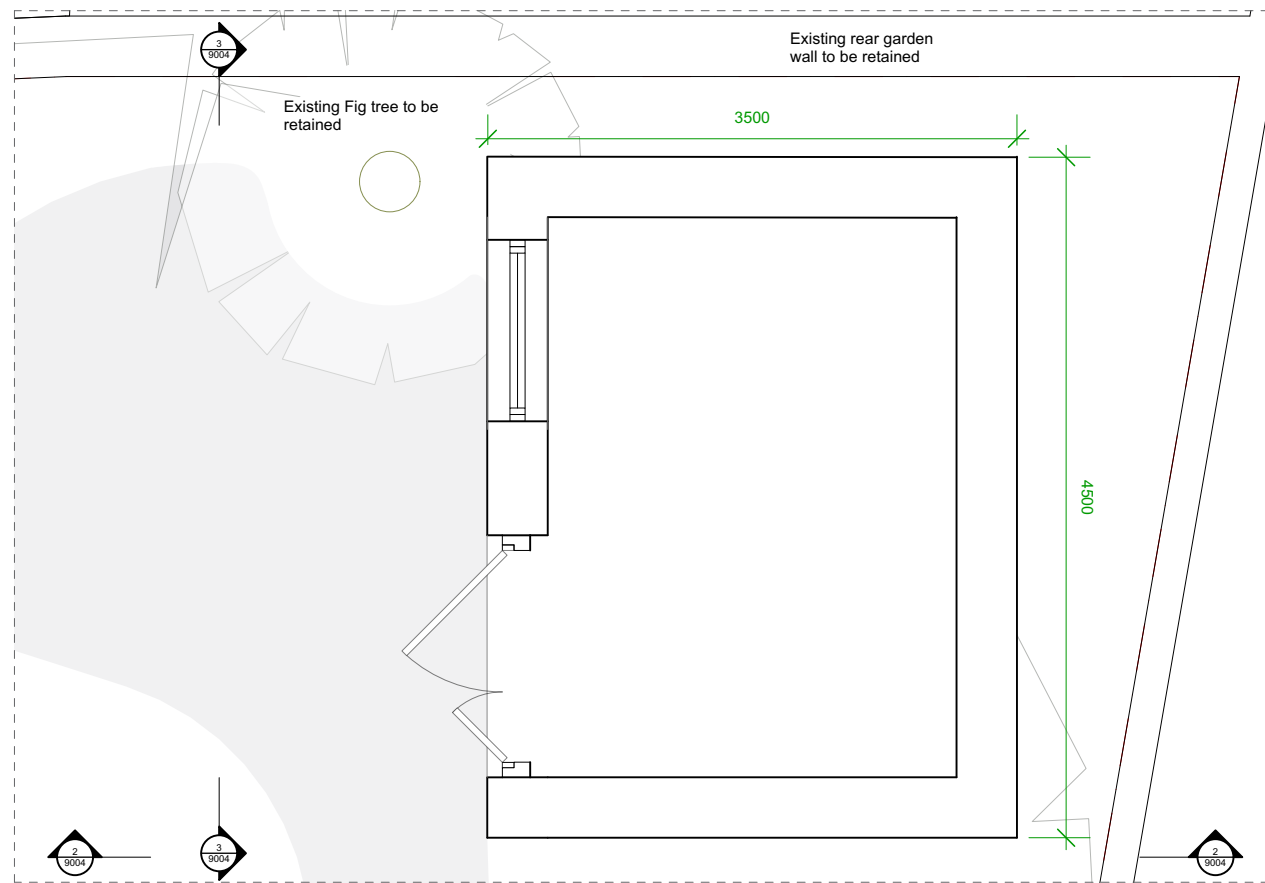 3
9004
Existing rear garden
wall to be retained
Existing Fig tree to be
retained
3500
4500
2
9004
3
9004
2
9004